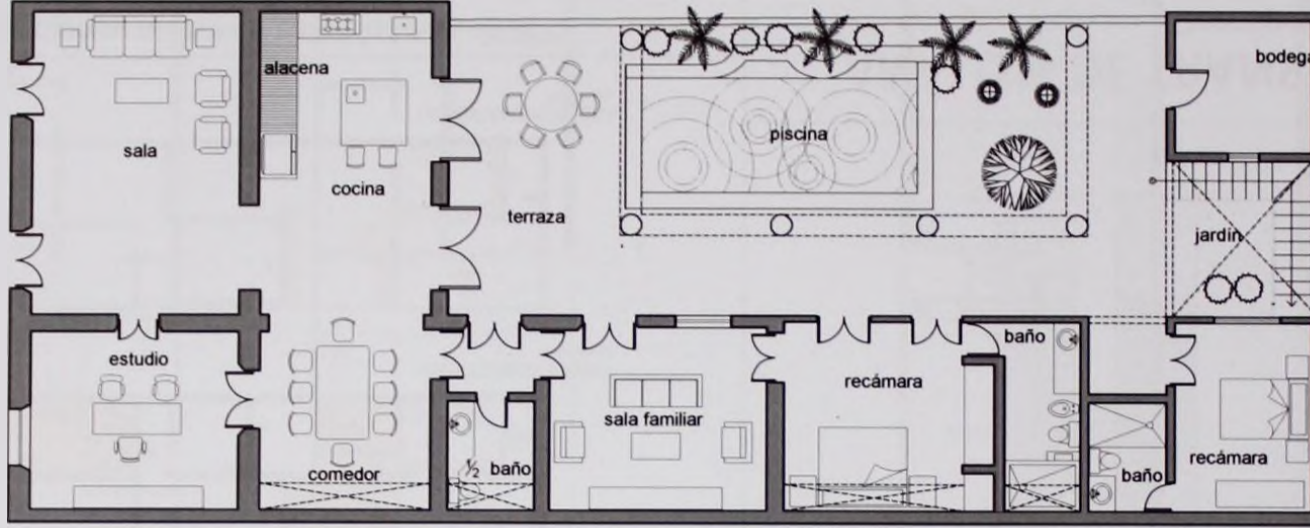 alacena
bodega
sala
piscina
cocina
terraza
jardín
estudio
baño
recámara
sala familiar
comedor
½ baño
baño
recámara